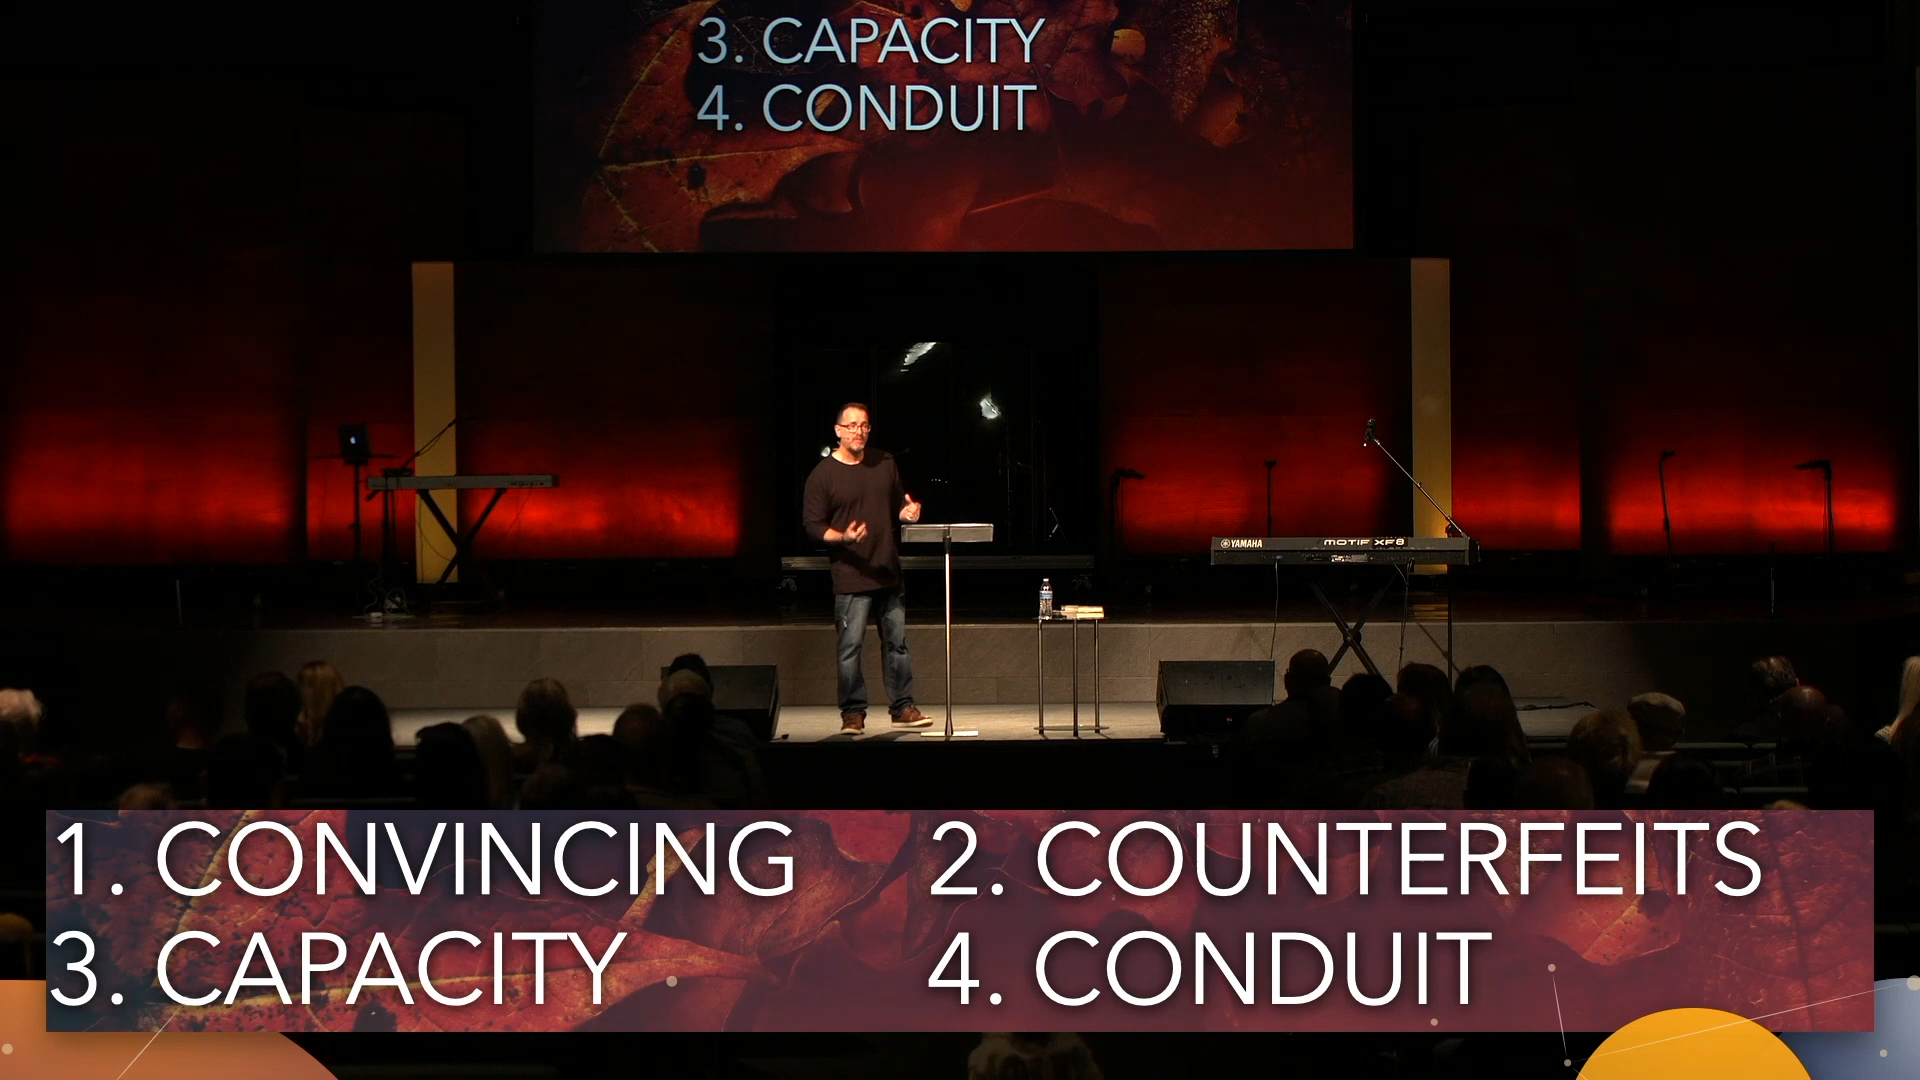 3. CAPACITY
4. CONDUIT
YAMAHA MOTIF XF8
1. CONVINCING 2. COUNTERFEITS
3. CAPACITY 4. CONDUIT